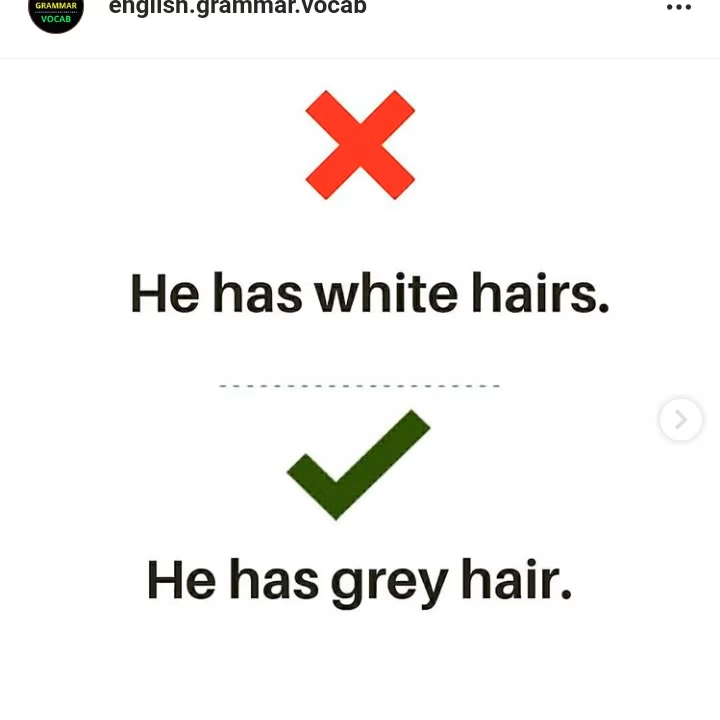 GRAMMAR
VOCAB
english.grammar.vocab
He has white hairs.
He has grey hair.